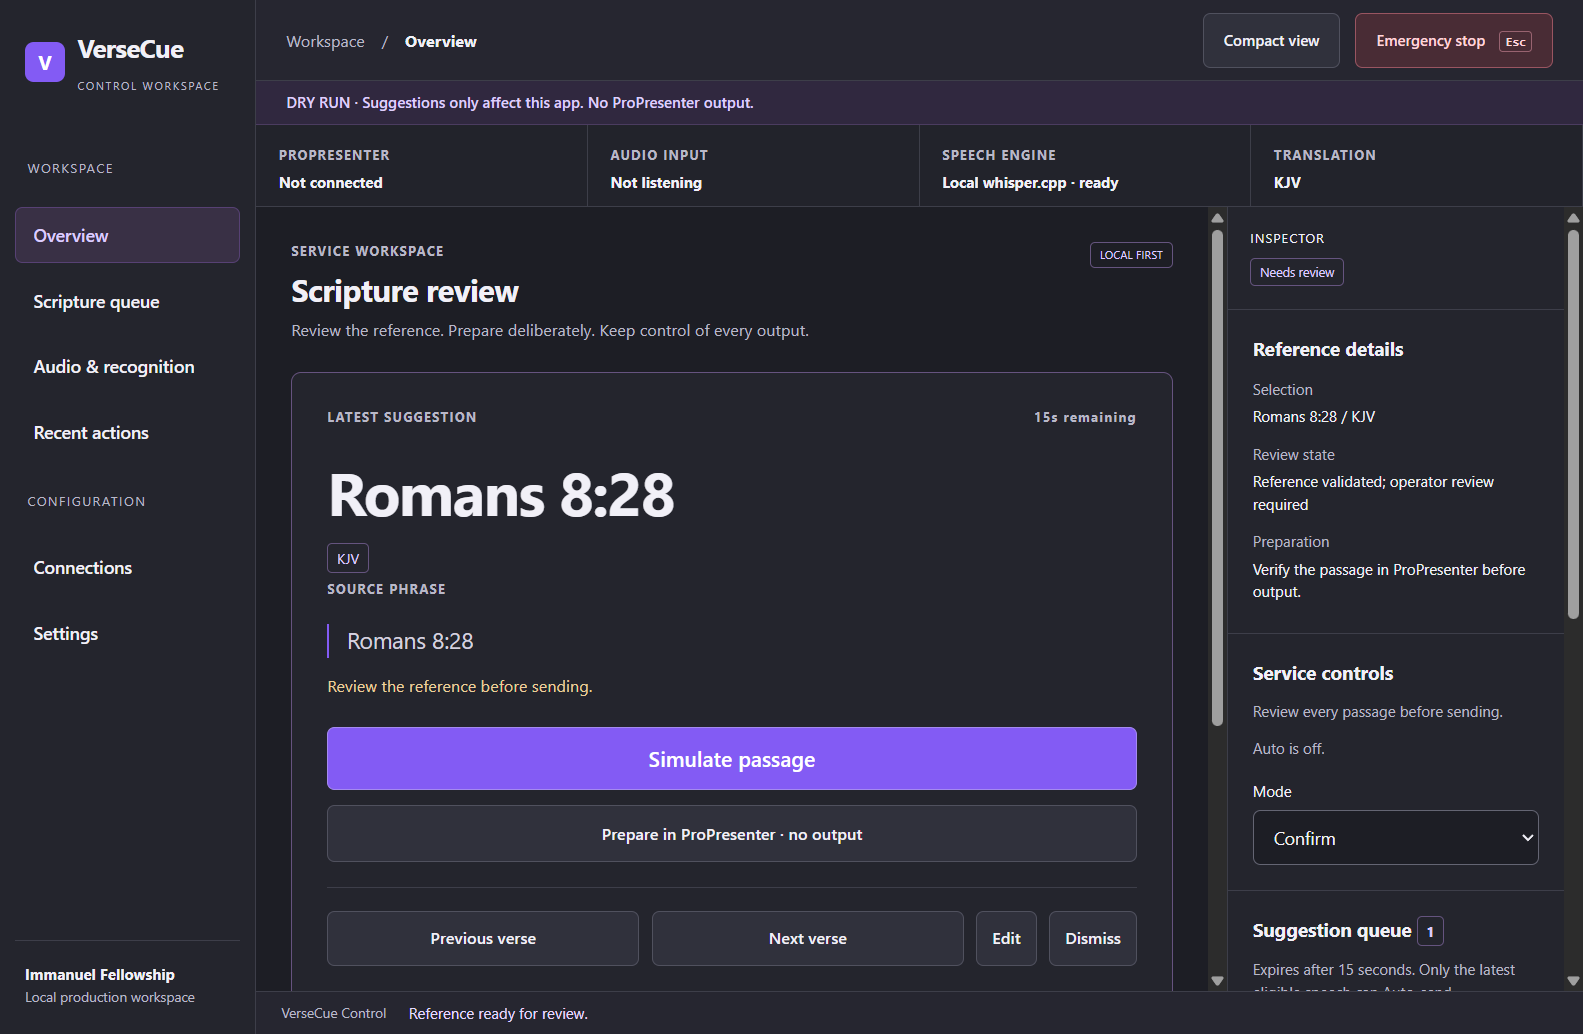 V
VerseCue
CONTROL WORKSPACE
WORKSPACE
Overview
Scripture queue
Audio & recognition
Recent actions
CONFIGURATION
Connections
Settings
Immanuel Fellowship
Local production workspace
Workspace / Overview
Compact view
Emergency stop Esc
DRY RUN · Suggestions only affect this app. No ProPresenter output.
PROPRESENTER
Not connected
AUDIO INPUT
Not listening
SPEECH ENGINE
Local whisper.cpp · ready
TRANSLATION
KJV
SERVICE WORKSPACE
LOCAL FIRST
Scripture review
Review the reference. Prepare deliberately. Keep control of every output.
LATEST SUGGESTION
15s remaining
Romans 8:28
KJV
SOURCE PHRASE
Romans 8:28
Review the reference before sending.
Simulate passage
Prepare in ProPresenter · no output
Previous verse
Next verse
Edit
Dismiss
INSPECTOR
Needs review
Reference details
Selection
Romans 8:28 / KJV
Review state
Reference validated; operator review
required
Preparation
Verify the passage in ProPresenter before
output.
Service controls
Review every passage before sending.
Auto is off.
Mode
Confirm
Suggestion queue 1
Expires after 15 seconds. Only the latest
VerseCue Control
Reference ready for review.